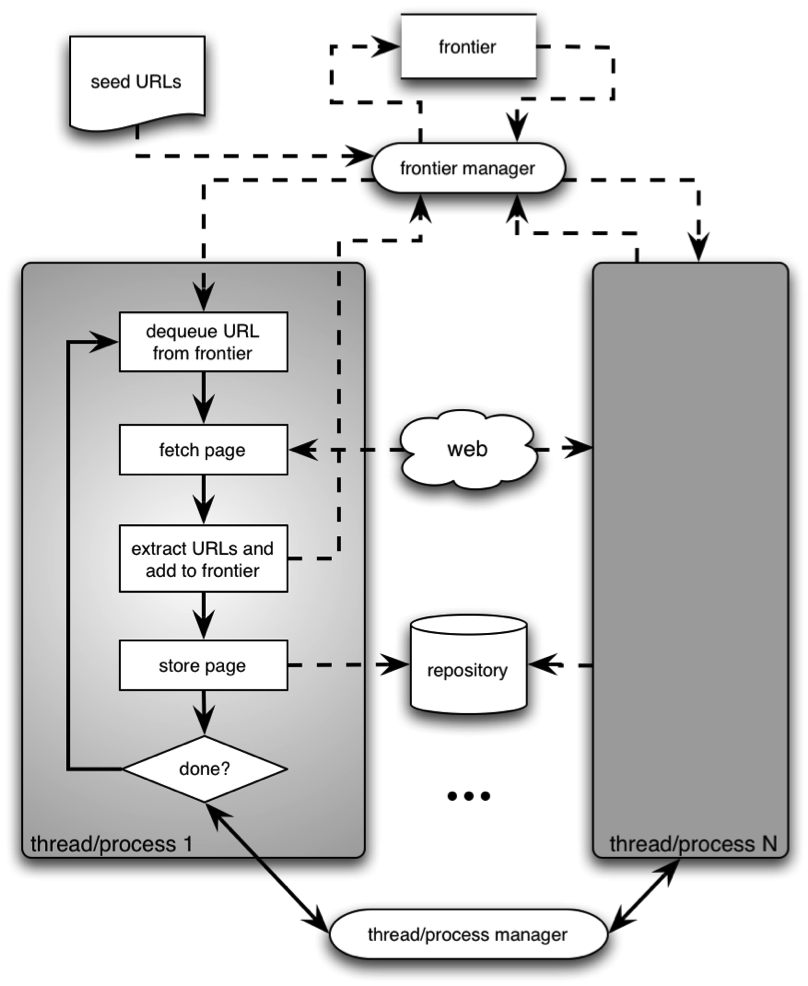 frontier
seed URLs
frontier manager
dequeue URL
from frontier
fetch page
web
extract URLs and
add to frontier
store page
repository
done?
•••
thread/process 1
thread/process N
thread/process manager